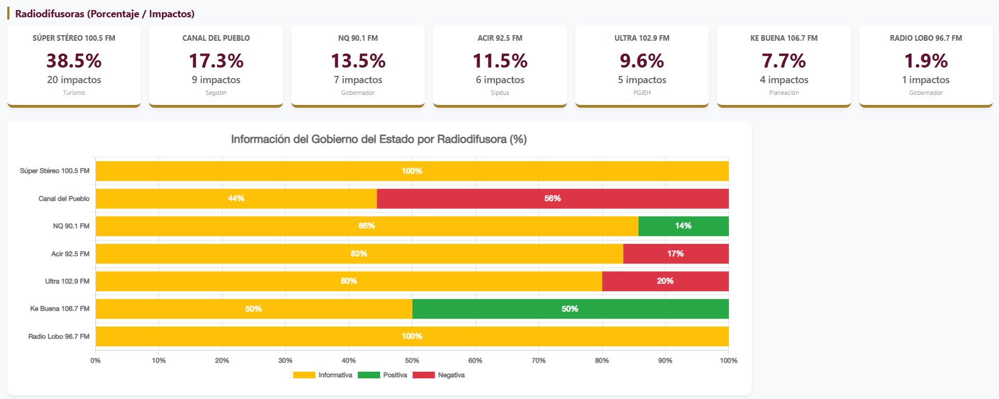 Radiodifusoras (Porcentaje / Impactos)
SÚPER STÉREO 100.5 FM
38.5%
20 impactos
Turismo
CANAL DEL PUEBLO
17.3%
9 impactos
Segobh
NQ 90.1 FM
13.5%
7 impactos
Gobernador
ACIR 92.5 FM
11.5%
6 impactos
Sipdus
ULTRA 102.9 FM
9.6%
5 impactos
PGJEH
KE BUENA 106.7 FM
7.7%
4 impactos
Planeación
RADIO LOBO 96.7 FM
1.9%
1 impactos
Gobernador
Información del Gobierno del Estado por Radiodifusora (%)
Súper Stéreo 100.5 FM 100%
Canal del Pueblo 44% 56%
NQ 90.1 FM 86% 14%
Acir 92.5 FM 83% 17%
Ultra 102.9 FM 80% 20%
Ke Buena 106.7 FM 50% 50%
Radio Lobo 96.7 FM 100%
0% 10% 20% 30% 40% 50% 60% 70% 80% 90% 100%
Informativa Positiva Negativa